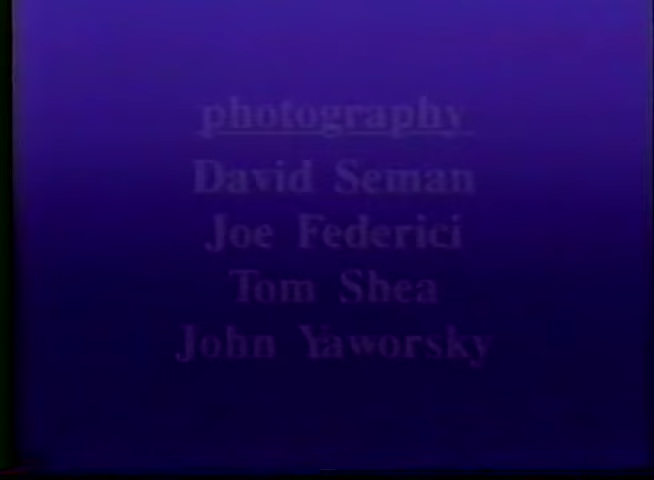 photography
David Seman
Joe Federici
Tom Shea
John Yaworsky